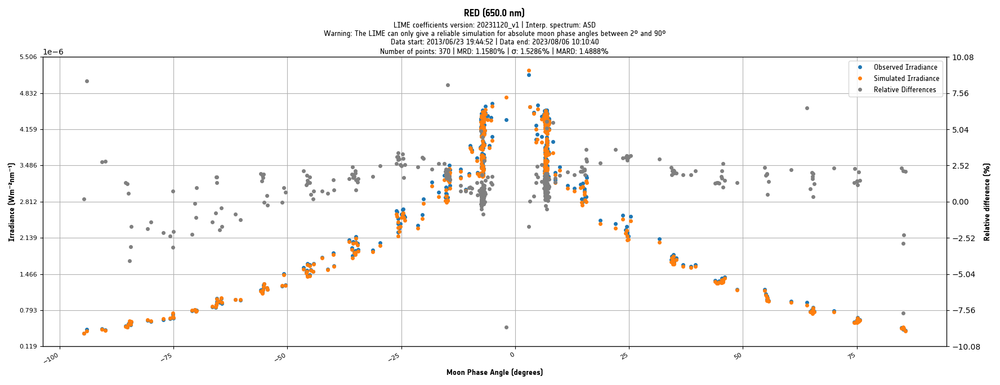 RED (650.0 nm)
LIME coefficients version: 20231120_v1 | Interp. spectrum: ASD
Warning: The LIME can only give a reliable simulation for absolute moon phase angles between 2º and 90º
Data start: 2013/06/23 19:44:52 | Data end: 2023/08/06 10:10:40
Number of points: 370 | MRD: 1.1580% | σ: 1.5286% | MARD: 1.4888%
1e−6
5.506
4.832
4.159
3.486
2.812
2.139
1.466
0.793
0.119
Irradiance (Wm⁻²nm⁻¹)
Observed Irradiance
Simulated Irradiance
Relative Differences
10.08
7.56
5.04
2.52
0.00
−2.52
−5.04
−7.56
−10.08
Relative difference (%)
−100
−75
−50
−25
0
25
50
75
Moon Phase Angle (degrees)